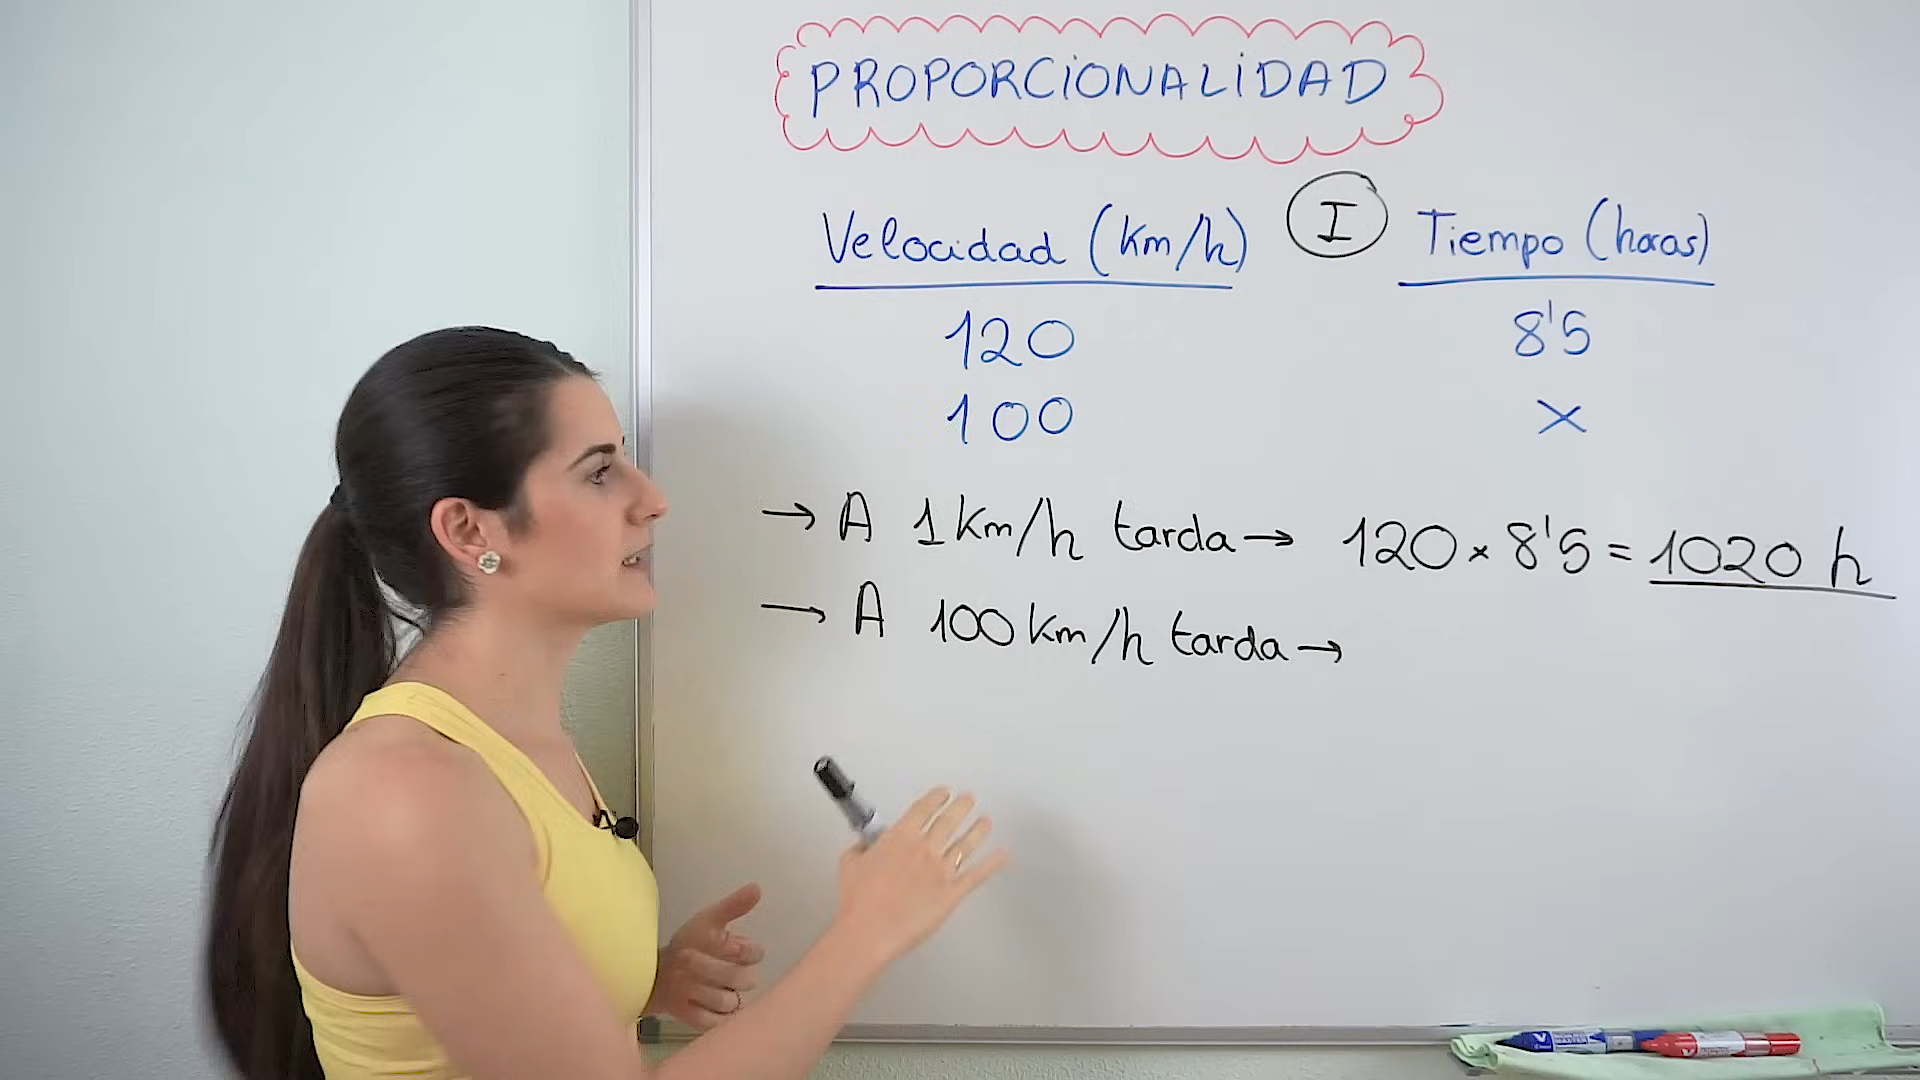 PROPORCIONALIDAD
Velocidad (km/h) I Tiempo (horas)
120 8'5
100 x
→ A 1 km/h tarda → 120 × 8'5 = 1020 h
→ A 100 km/h tarda →